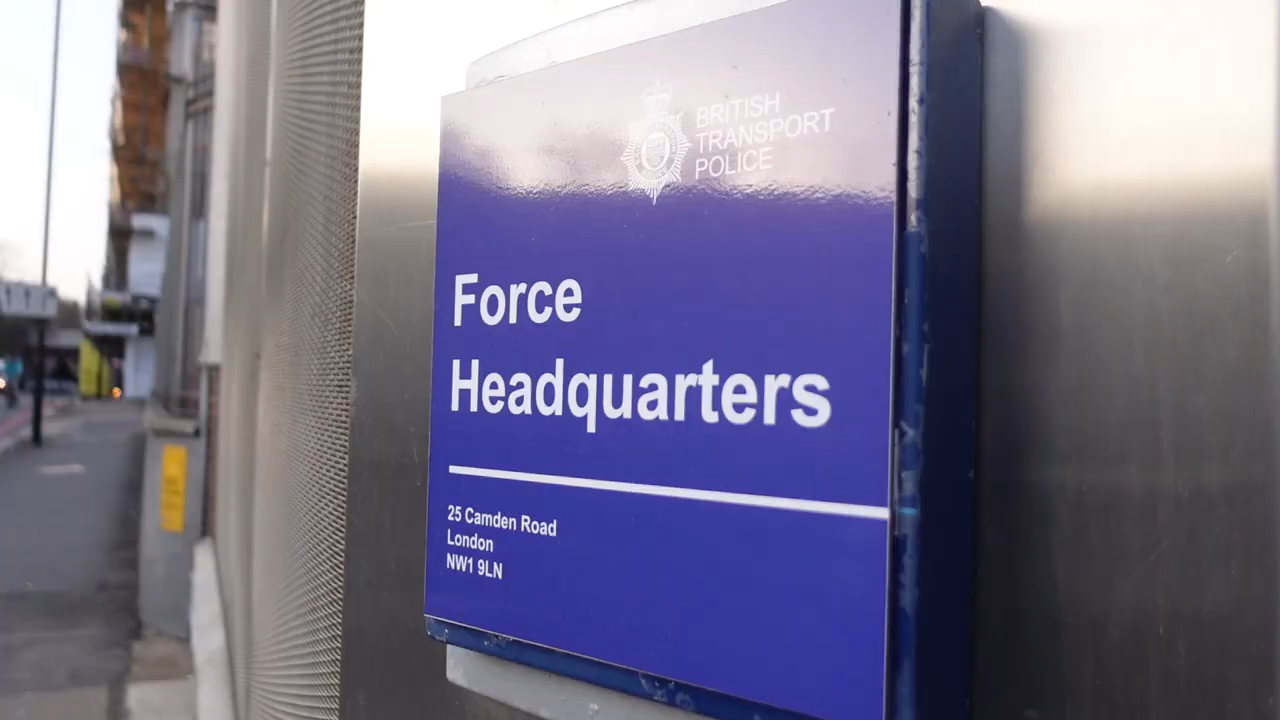 BRITISH
TRANSPORT
POLICE
Force
Headquarters
25 Camden Road
London
NW1 9LN